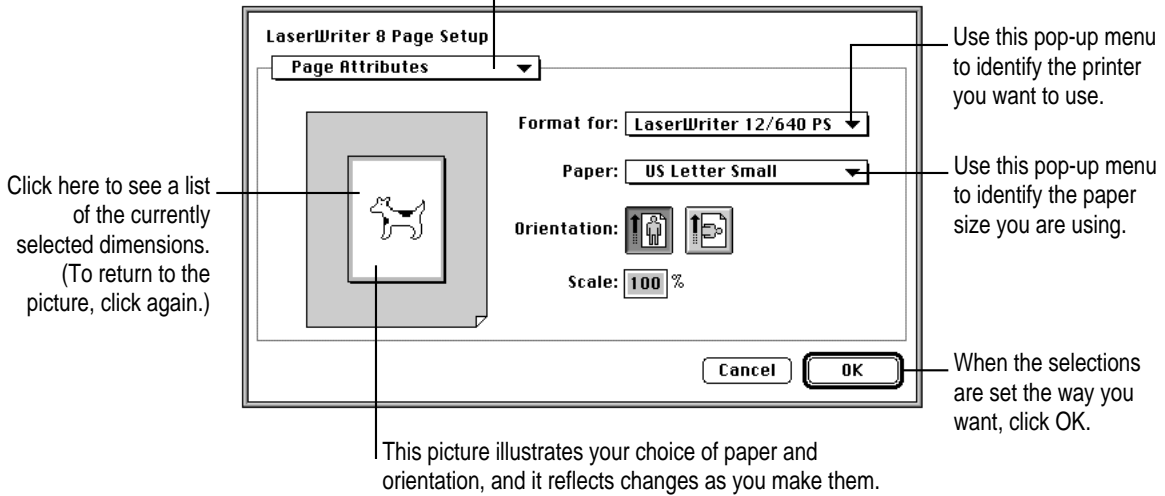 LaserWriter 8 Page Setup
Page Attributes
Format for: LaserWriter 12/640 PS
Paper: US Letter Small
Orientation:
Scale: 100 %
Cancel
OK
Use this pop-up menu
to identify the printer
you want to use.
Use this pop-up menu
to identify the paper
size you are using.
Click here to see a list
of the currently
selected dimensions.
(To return to the
picture, click again.)
When the selections
are set the way you
want, click OK.
This picture illustrates your choice of paper and
orientation, and it reflects changes as you make them.